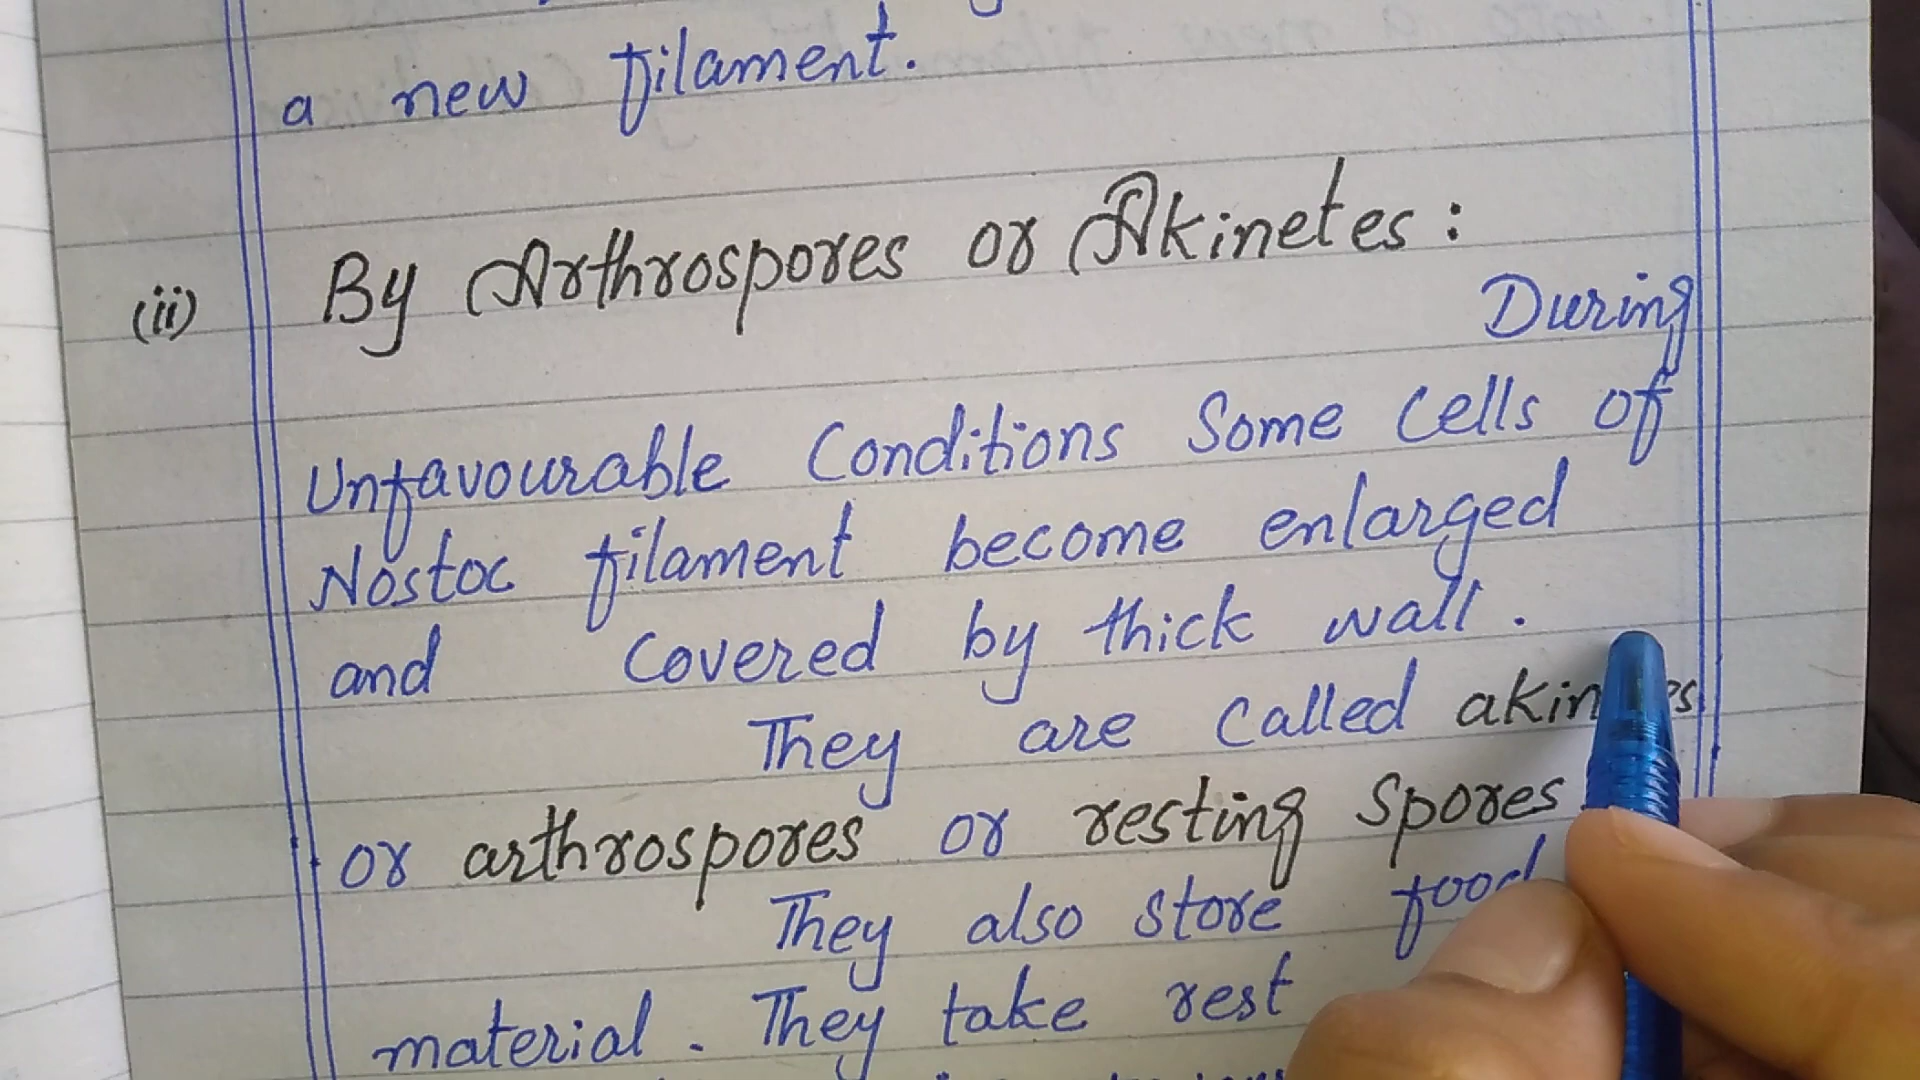 a new filament.
(ii) By Arthrospores or Akinetes :
During
Unfavourable Conditions Some Cells of
Nostoc filament become enlarged
and Covered by thick wall.
They are Called
or arthrospores or resting Spores
They also store food
material. They take rest